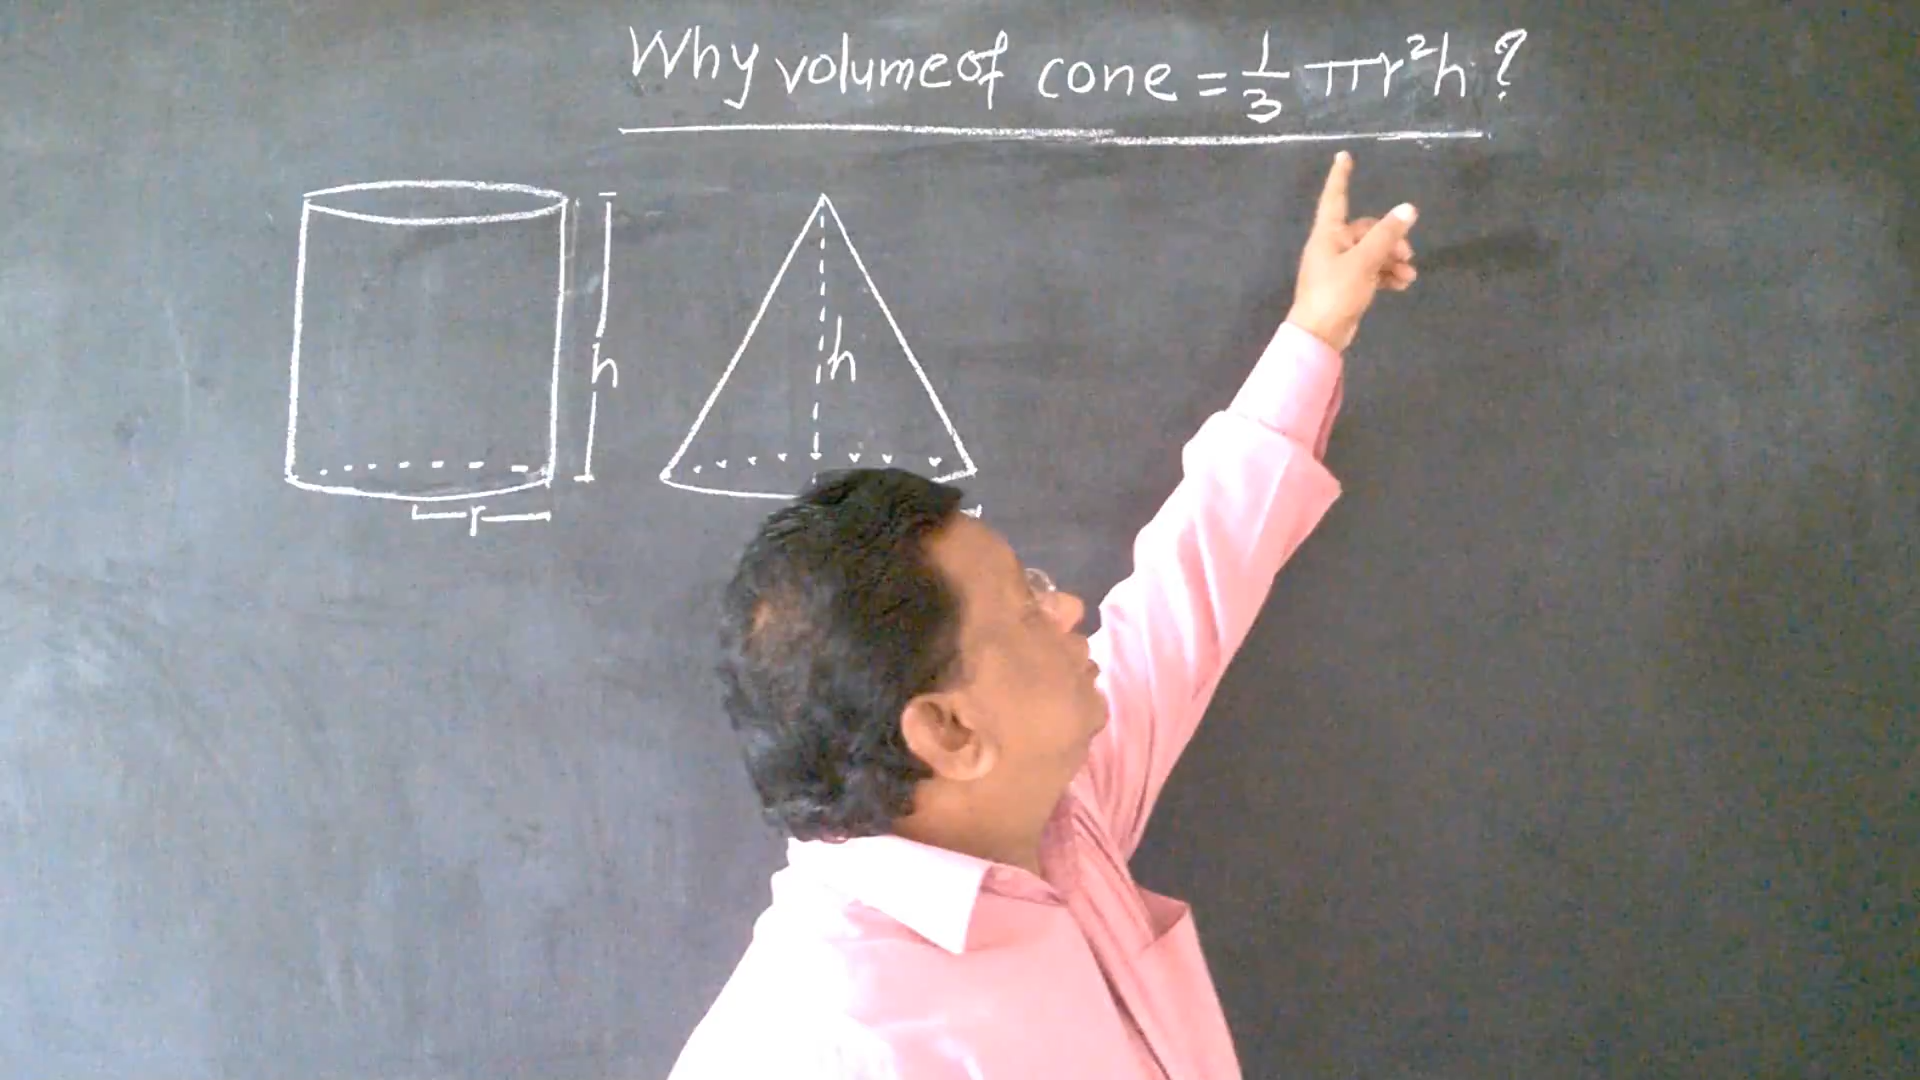 Why volume of cone = 1/3 πr²h ?
h
h
r